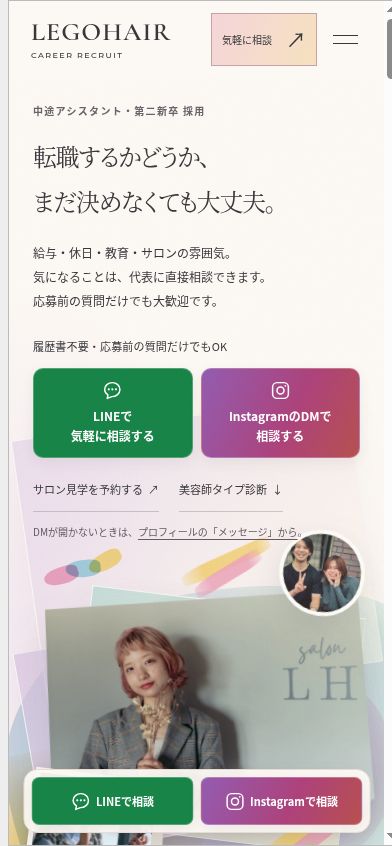 LEGOHAIR
CAREER RECRUIT
気軽に相談
中途アシスタント・第二新卒 採用
転職するかどうか、
まだ決めなくても大丈夫。
給与・休日・教育・サロンの雰囲気。
気になることは、代表に直接相談できます。
応募前の質問だけでも大歓迎です。
履歴書不要・応募前の質問だけでもOK
LINEで
気軽に相談する
InstagramのDMで
相談する
サロン見学を予約する ↗
美容師タイプ診断 ↓
DMが開かないときは、プロフィールの「メッセージ」から。
salon
LH
LINEで相談
Instagramで相談